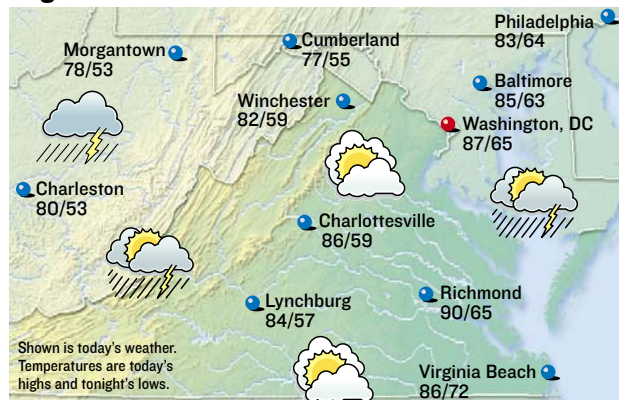 Philadelphia
83/64
Morgantown
78/53
Cumberland
77/55
Baltimore
85/63
Winchester
82/59
Washington, DC
87/65
Charleston
80/53
Charlottesville
86/59
Lynchburg
84/57
Richmond
90/65
Shown is today's weather.
Temperatures are today's
highs and tonight's lows.
Virginia Beach
86/72